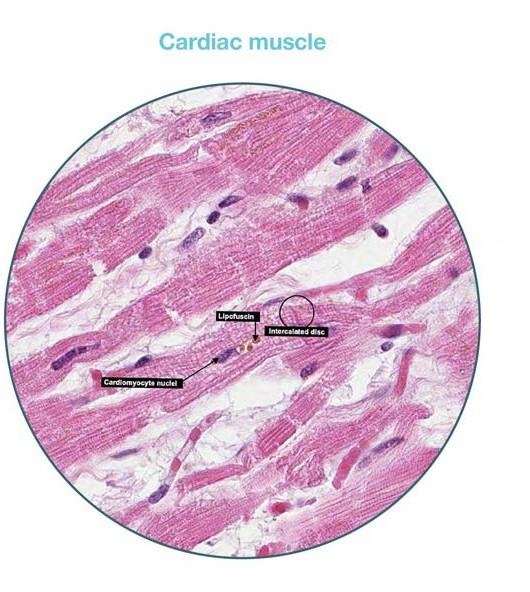 Cardiac muscle
Lipofuscin
Intercalated disc
Cardiomyocyte nuclei